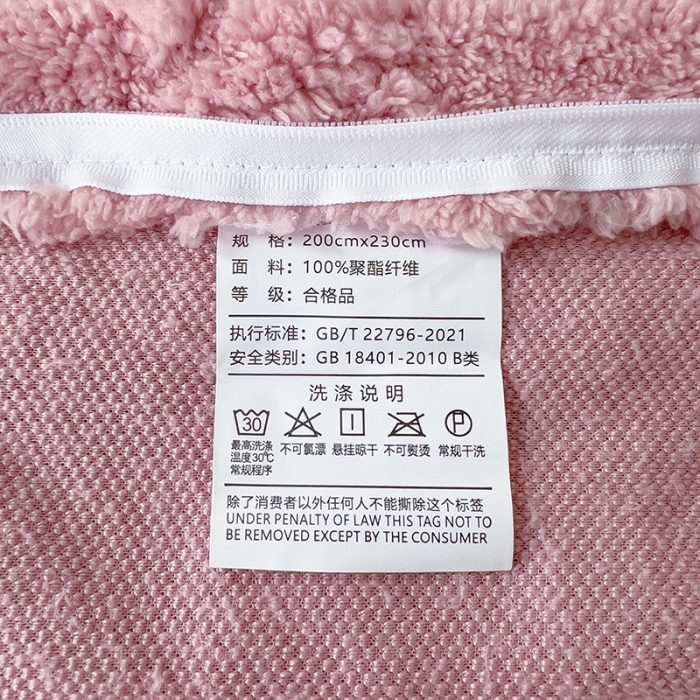 规 格：200cmx230cm
面 料：100%聚酯纤维
等 级：合格品
执行标准：GB/T 22796-2021
安全类别：GB 18401-2010 B类
洗涤说明
30
P
最高洗涤 不可氯漂 悬挂晾干 不可熨烫 常规干洗
温度30℃
常规程序
除了消费者以外任何人不能撕除这个标签
UNDER PENALTY OF LAW THIS TAG NOT TO
BE REMOVED EXCEPT BY THE CONSUMER